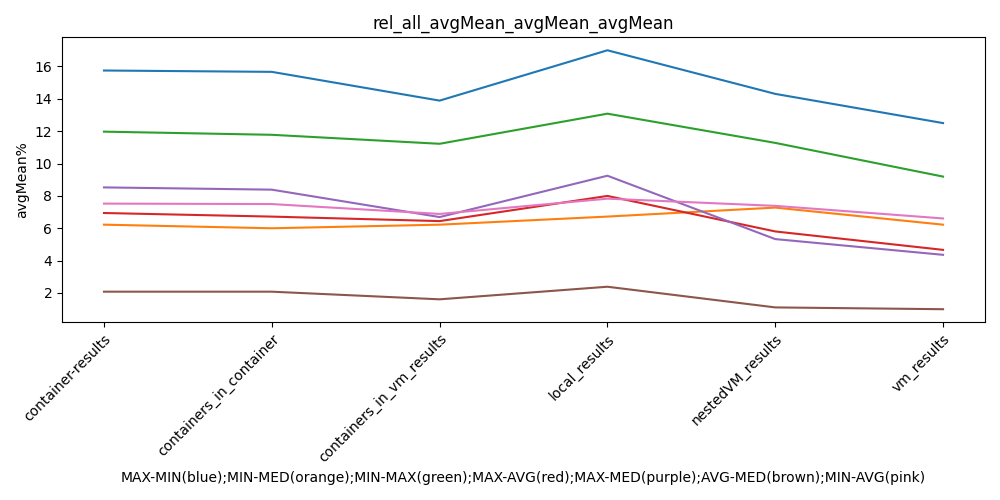 rel_all_avgMean_avgMean_avgMean
avgMean%
16
14
12
10
8
6
4
2
container-results
containers_in_container
containers_in_vm_results
local_results
nestedVM_results
vm_results
MAX-MIN(blue);MIN-MED(orange);MIN-MAX(green);MAX-AVG(red);MAX-MED(purple);AVG-MED(brown);MIN-AVG(pink)